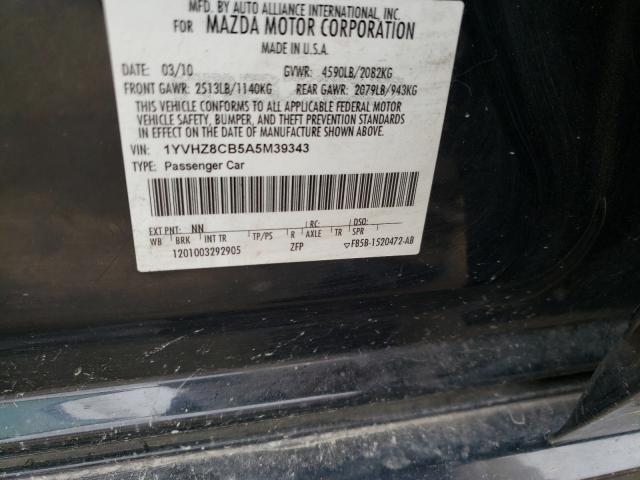 MFD. BY AUTO ALLIANCE INTERNATIONAL, INC.
FOR MAZDA MOTOR CORPORATION
MADE IN U.S.A.
DATE: 03/10 GVWR: 4590LB/2082KG
FRONT GAWR: 2513LB/1140KG REAR GAWR: 2079LB/943KG
THIS VEHICLE CONFORMS TO ALL APPLICABLE FEDERAL MOTOR
VEHICLE SAFETY, BUMPER, AND THEFT PREVENTION STANDARDS
IN EFFECT ON THE DATE OF MANUFACTURE SHOWN ABOVE.
VIN: 1YVHZ8CB5A5M39343
TYPE: Passenger Car
EXT PNT: NN RC: DSO:
WB BRK INT TR TP/PS R AXLE TR SPR
ZFP F85B-1520472-AB
1201003292905